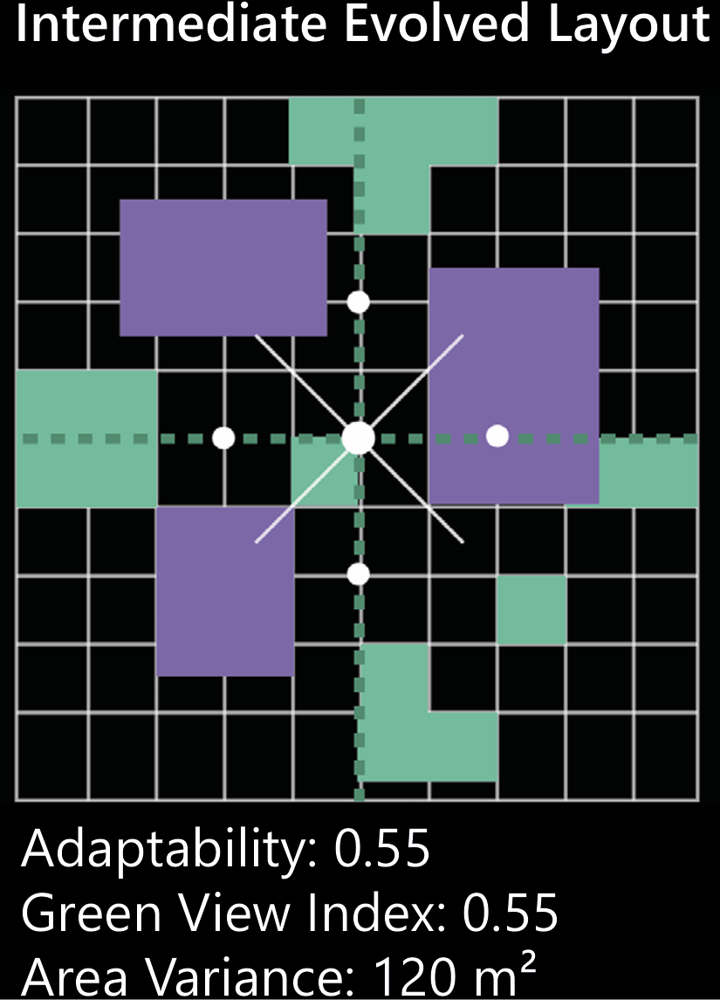 Intermediate Evolved Layout
Adaptability: 0.55
Green View Index: 0.55
Area Variance: 120 m²